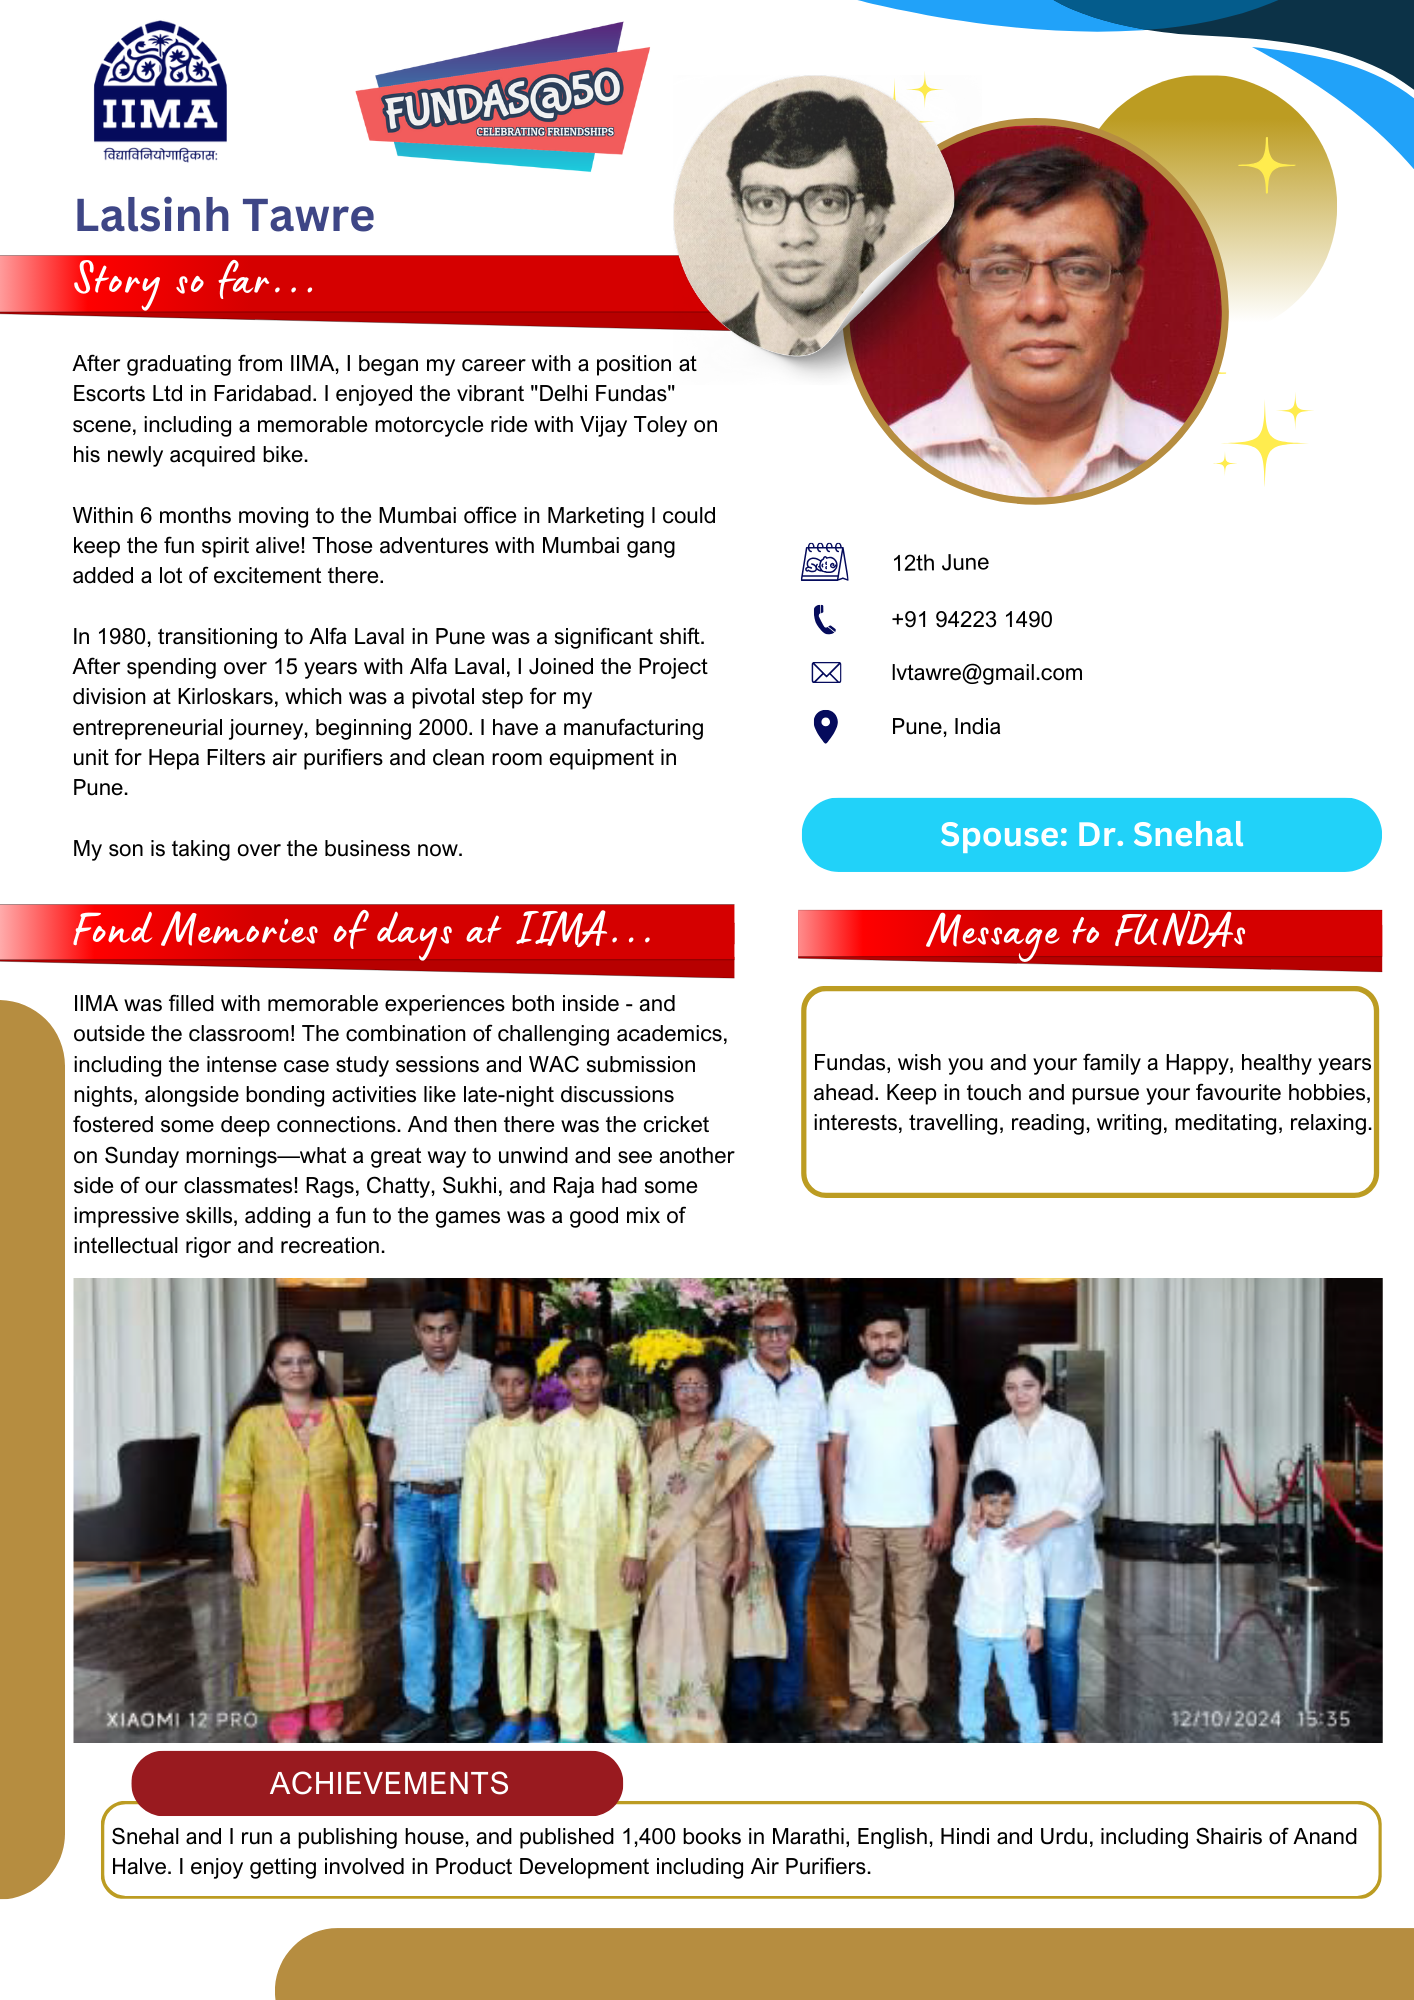 IIMA
विद्याविनियोगाद्विकास:
FUNDAS@50
CELEBRATING FRIENDSHIPS
Lalsinh Tawre
Story so far...
After graduating from IIMA, I began my career with a position at
Escorts Ltd in Faridabad. I enjoyed the vibrant "Delhi Fundas"
scene, including a memorable motorcycle ride with Vijay Toley on
his newly acquired bike.
Within 6 months moving to the Mumbai office in Marketing I could
keep the fun spirit alive! Those adventures with Mumbai gang
added a lot of excitement there.
In 1980, transitioning to Alfa Laval in Pune was a significant shift.
After spending over 15 years with Alfa Laval, I Joined the Project
division at Kirloskars, which was a pivotal step for my
entrepreneurial journey, beginning 2000. I have a manufacturing
unit for Hepa Filters air purifiers and clean room equipment in
Pune.
My son is taking over the business now.
12th June
+91 94223 1490
lvtawre@gmail.com
Pune, India
Spouse: Dr. Snehal
Fond Memories of days at IIMA...
IIMA was filled with memorable experiences both inside - and
outside the classroom! The combination of challenging academics,
including the intense case study sessions and WAC submission
nights, alongside bonding activities like late-night discussions
fostered some deep connections. And then there was the cricket
on Sunday mornings—what a great way to unwind and see another
side of our classmates! Rags, Chatty, Sukhi, and Raja had some
impressive skills, adding a fun to the games was a good mix of
intellectual rigor and recreation.
Message to FUNDAs
Fundas, wish you and your family a Happy, healthy years
ahead. Keep in touch and pursue your favourite hobbies,
interests, travelling, reading, writing, meditating, relaxing.
XIAOMI 12 PRO
12/10/2024 15:35
ACHIEVEMENTS
Snehal and I run a publishing house, and published 1,400 books in Marathi, English, Hindi and Urdu, including Shairis of Anand
Halve. I enjoy getting involved in Product Development including Air Purifiers.